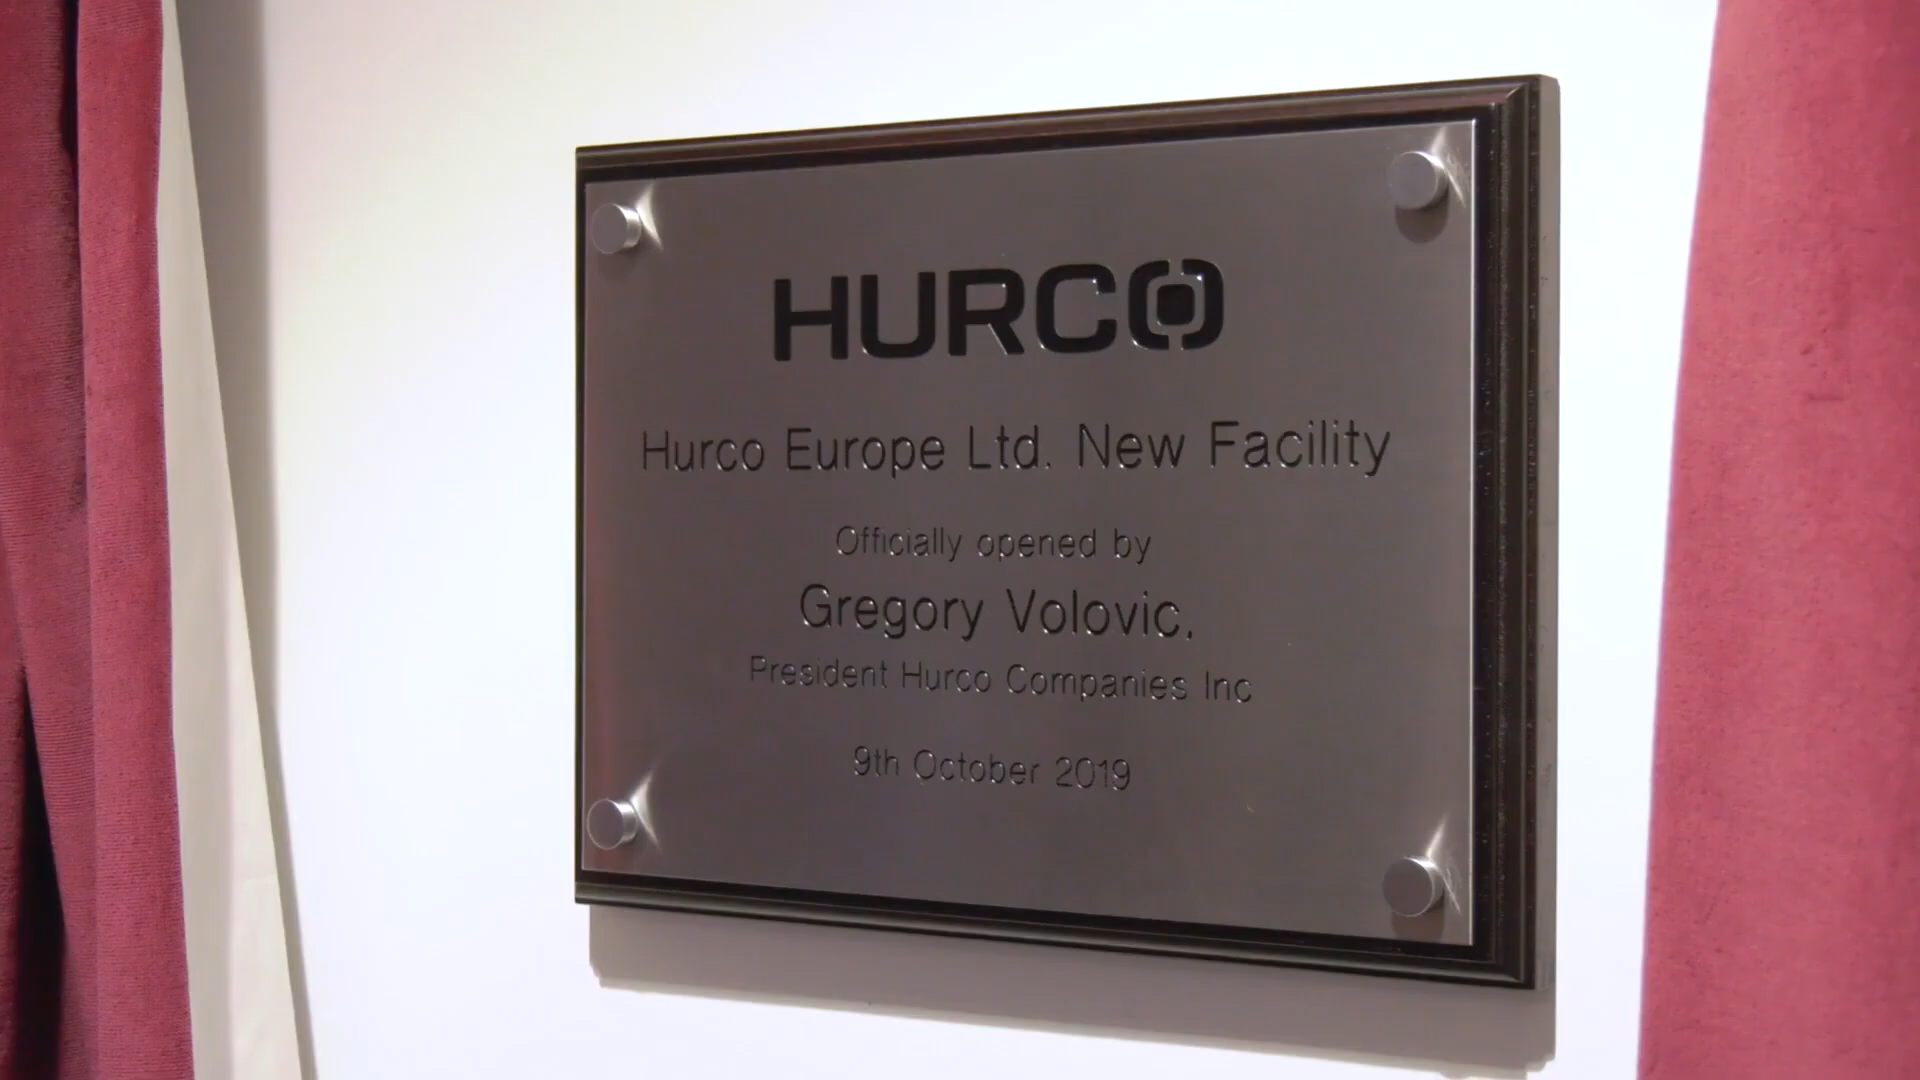 HURCO
Hurco Europe Ltd. New Facility
Officially opened by
Gregory Volovic.
President Hurco Companies Inc
9th October 2019